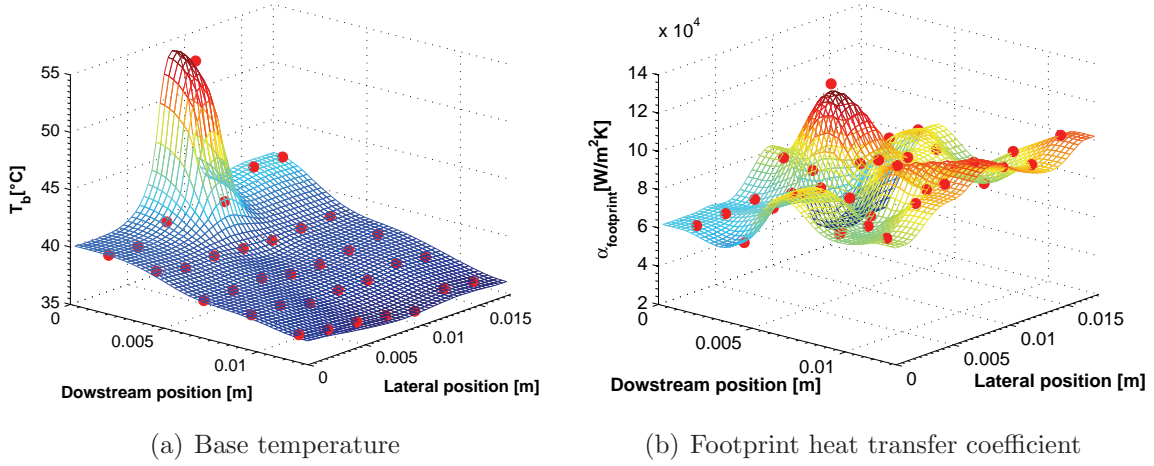 55
50
45
40
35
T_b[°C]
0
0.005
0.01
0
0.005
0.01
0.015
Dowstream position [m]
Lateral position [m]
(a) Base temperature
x 10^4
14
12
10
8
6
4
2
α_footprint[W/m²K]
0
0.005
0.01
0
0.005
0.01
0.015
Dowstream position [m]
Lateral position [m]
(b) Footprint heat transfer coefficient